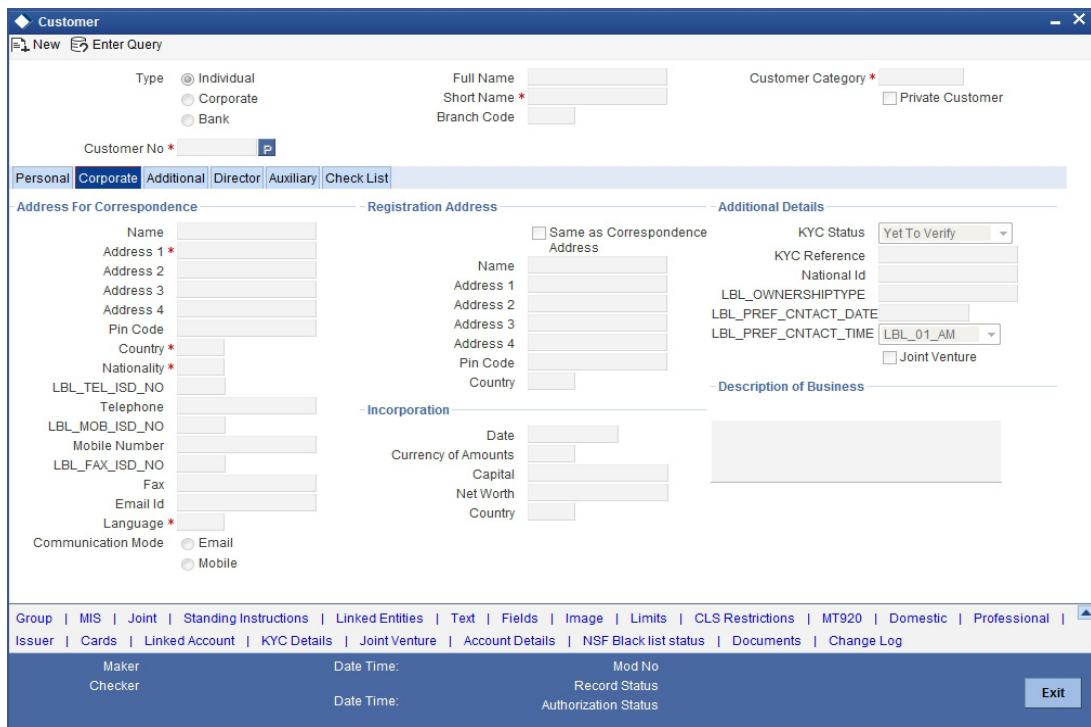 Customer
New Enter Query
Type Individual Full Name Customer Category *
Corporate Short Name * Private Customer
Bank Branch Code
Customer No * P
Personal Corporate Additional Director Auxiliary Check List
Address For Correspondence
Name
Address 1 *
Address 2
Address 3
Address 4
Pin Code
Country *
Nationality *
LBL_TEL_ISD_NO
Telephone
LBL_MOB_ISD_NO
Mobile Number
LBL_FAX_ISD_NO
Fax
Email Id
Language *
Communication Mode Email
Mobile
Registration Address
Same as Correspondence
Address
Name
Address 1
Address 2
Address 3
Address 4
Pin Code
Country
Incorporation
Date
Currency of Amounts
Capital
Net Worth
Country
Additional Details
KYC Status Yet To Verify
KYC Reference
National Id
LBL_OWNERSHIPTYPE
LBL_PREF_CNTACT_DATE
LBL_PREF_CNTACT_TIME LBL_01_AM
Joint Venture
Description of Business
Group | MIS | Joint | Standing Instructions | Linked Entities | Text | Fields | Image | Limits | CLS Restrictions | MT920 | Domestic | Professional |
Issuer | Cards | Linked Account | KYC Details | Joint Venture | Account Details | NSF Black list status | Documents | Change Log
Maker Date Time: Mod No
Checker Record Status
Date Time: Authorization Status
Exit